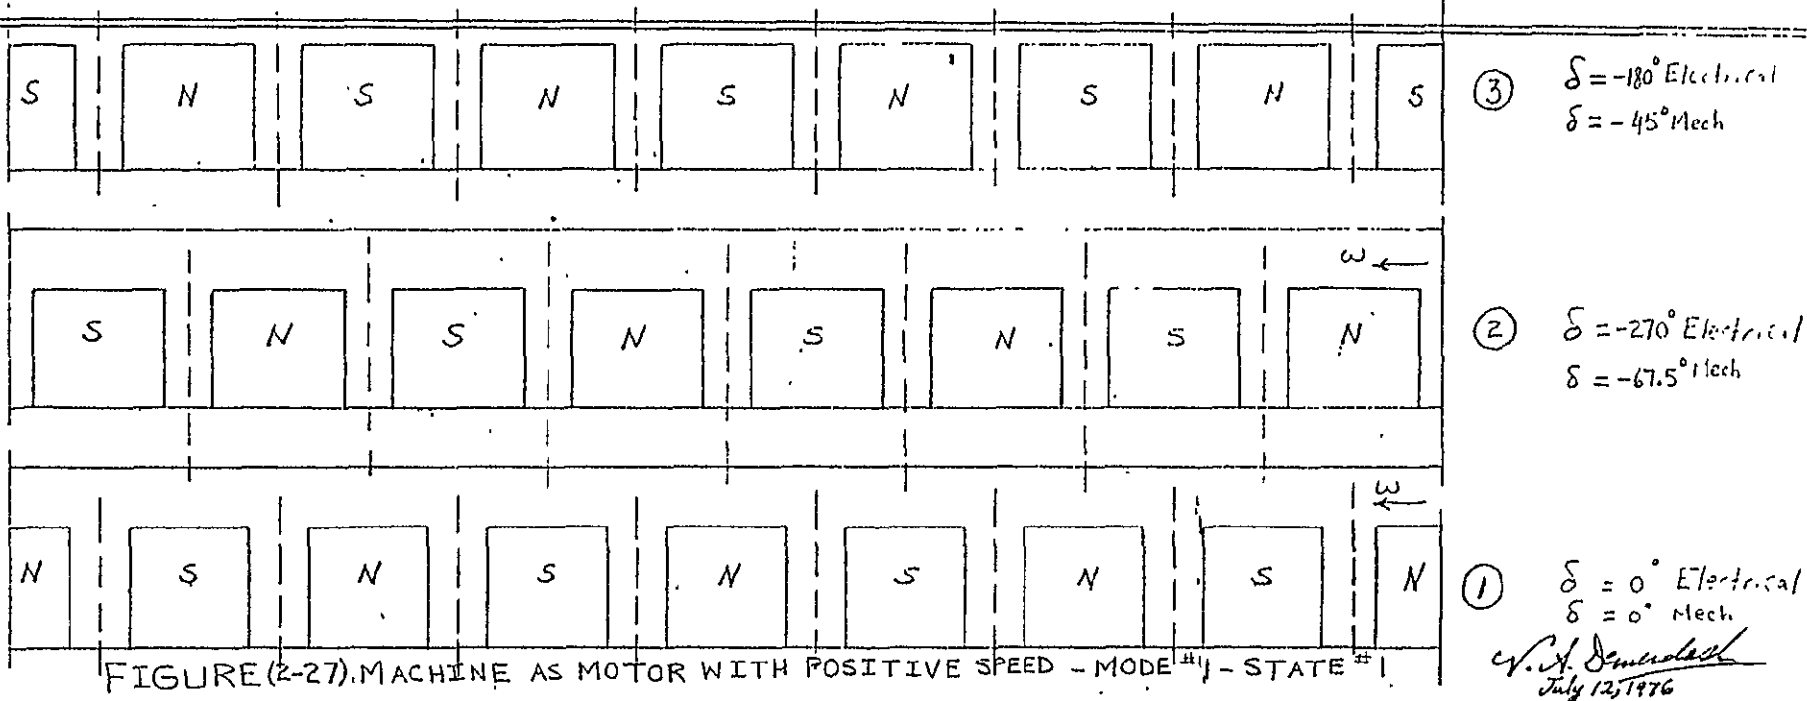 S N S N S N S N S ③ δ = -180° Electrical
δ = -45° Mech
ω ←
S N S N S N S N ② δ = -270° Electrical
δ = -67.5° Mech
ω ←
N S N S N S N S N ① δ = 0° Electrical
δ = 0° Mech
FIGURE (2-27). MACHINE AS MOTOR WITH POSITIVE SPEED - MODE #1 - STATE #1
N. A. Demerdash
July 12, 1976